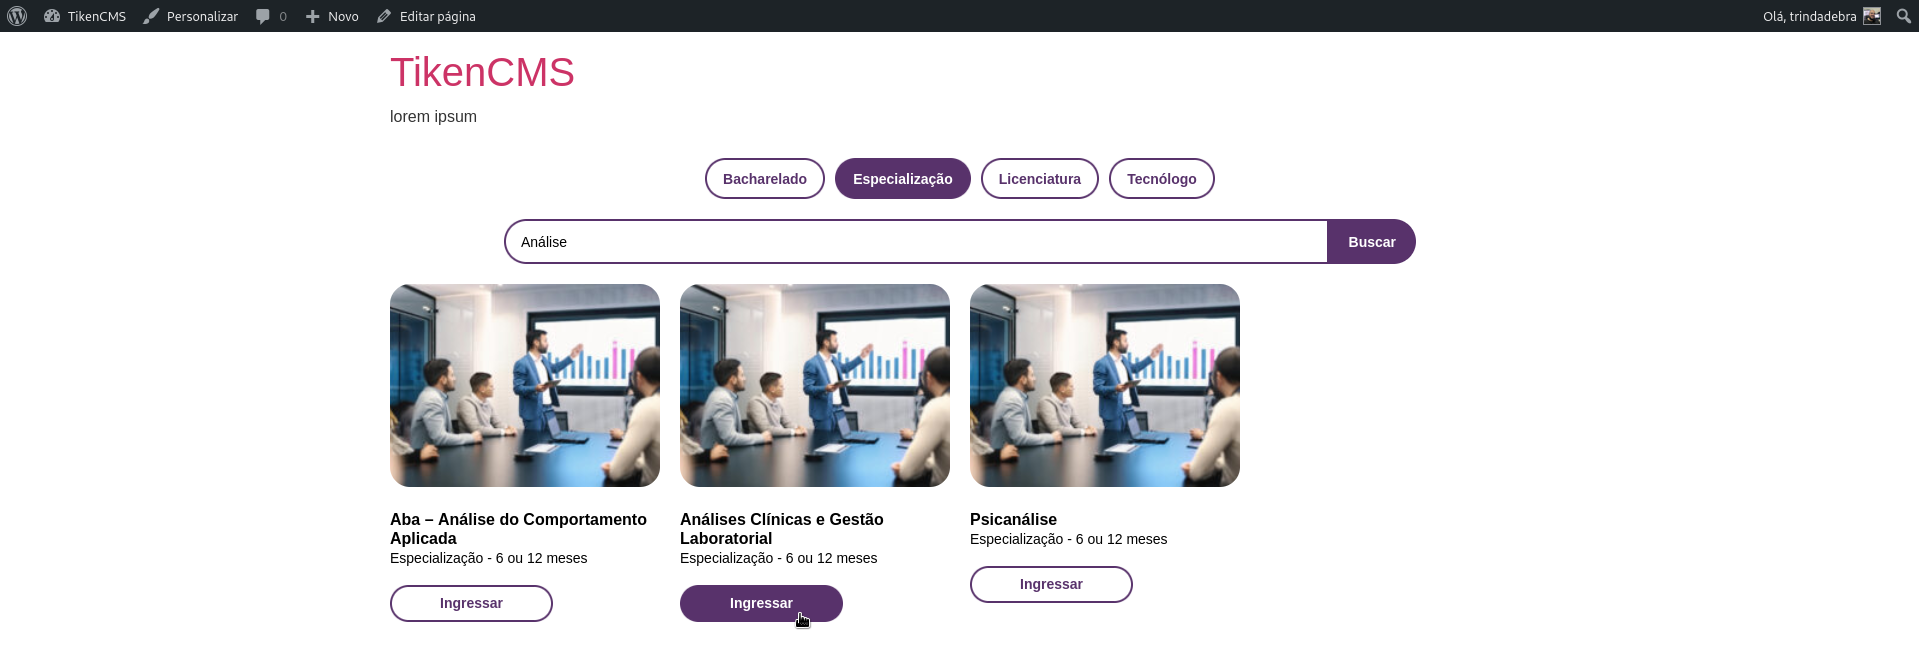 TikenCMS Personalizar 0 Novo Editar página Olá, trindadebra
TikenCMS
lorem ipsum
Bacharelado Especialização Licenciatura Tecnólogo
Análise Buscar
Aba – Análise do Comportamento
Aplicada
Especialização - 6 ou 12 meses
Ingressar
Análises Clínicas e Gestão
Laboratorial
Especialização - 6 ou 12 meses
Ingressar
Psicanálise
Especialização - 6 ou 12 meses
Ingressar